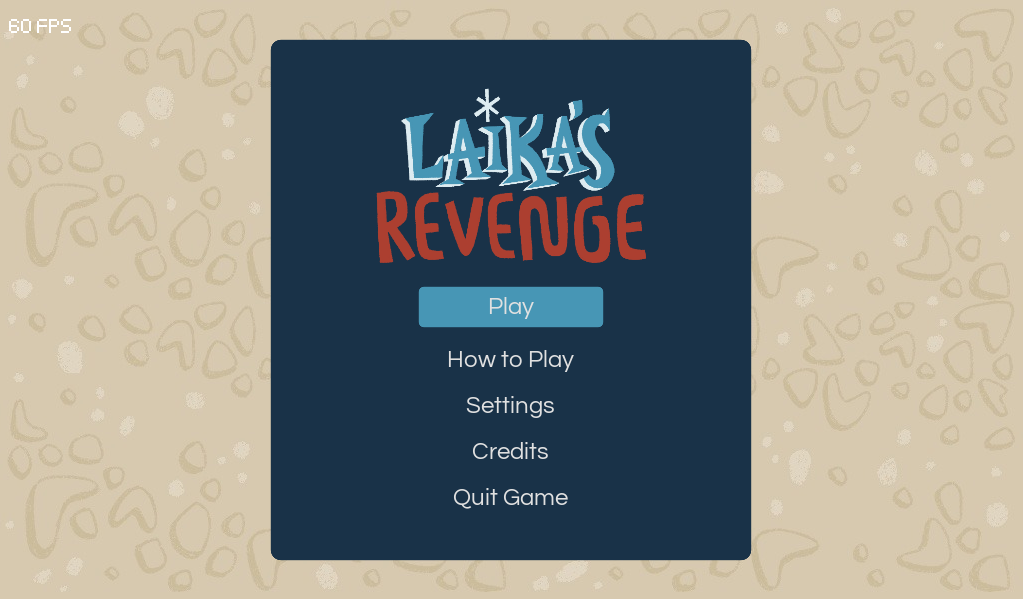 60 FPS
LAIKA'S
REVENGE
Play
How to Play
Settings
Credits
Quit Game